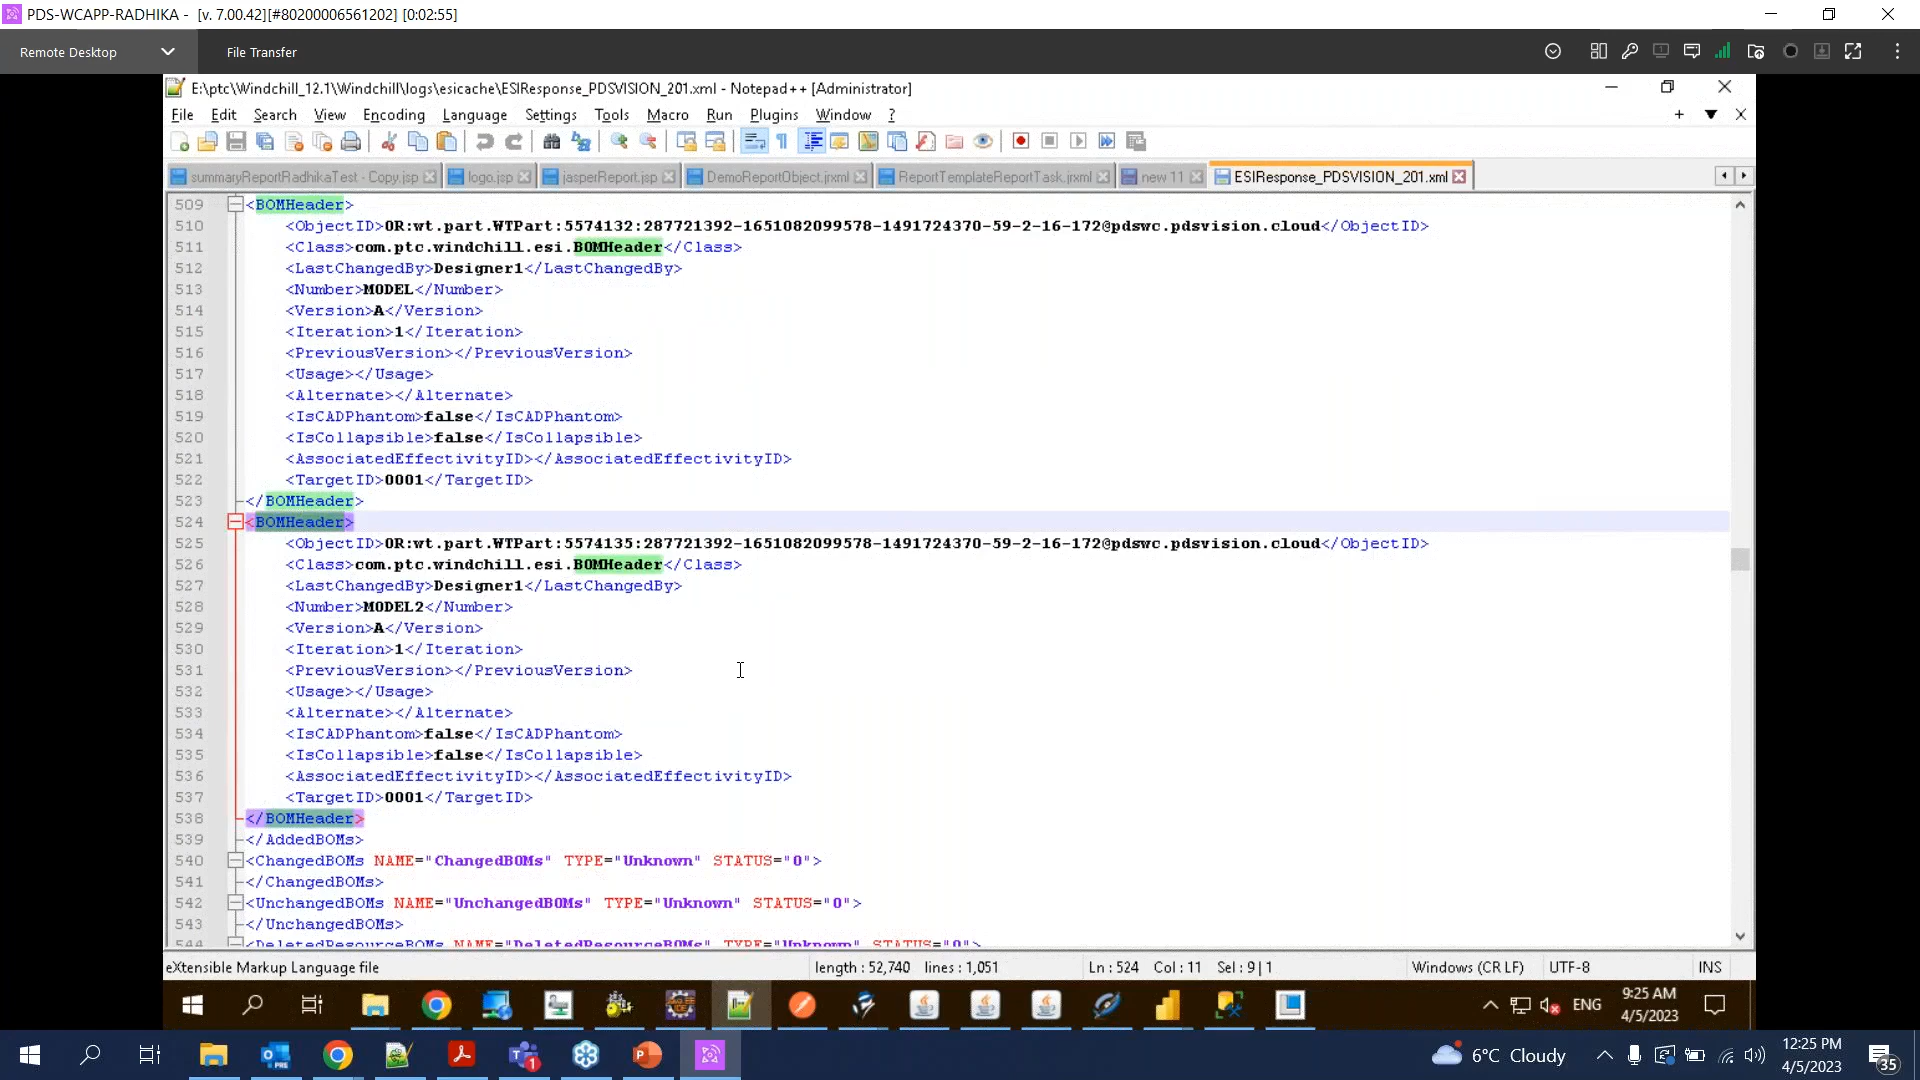 PDS-WCAPP-RADHIKA - [v. 7.00.42][#80200006561202] [0:02:55]
Remote Desktop File Transfer
E:\ptc\Windchill_12.1\Windchill\logs\esicache\ESIResponse_PDSVISION_201.xml - Notepad++ [Administrator]
File Edit Search View Encoding Language Settings Tools Macro Run Plugins Window ?
summaryReportRadhikaTest - Copy.jsp logo.jsp jasperReport.jsp DemoReportObject.jrxml ReportTemplateReportTask.jrxml new 11 ESIResponse_PDSVISION_201.xml
509 <BOMHeader>
510 <ObjectID>OR:wt.part.WTPart:5574132:287721392-1651082099578-1491724370-59-2-16-172@pdswc.pdsvision.cloud</ObjectID>
511 <Class>com.ptc.windchill.esi.BOMHeader</Class>
512 <LastChangedBy>Designer1</LastChangedBy>
513 <Number>MODEL</Number>
514 <Version>A</Version>
515 <Iteration>1</Iteration>
516 <PreviousVersion></PreviousVersion>
517 <Usage></Usage>
518 <Alternate></Alternate>
519 <IsCADPhantom>false</IsCADPhantom>
520 <IsCollapsible>false</IsCollapsible>
521 <AssociatedEffectivityID></AssociatedEffectivityID>
522 <TargetID>0001</TargetID>
523 </BOMHeader>
524 <BOMHeader>
525 <ObjectID>OR:wt.part.WTPart:5574135:287721392-1651082099578-1491724370-59-2-16-172@pdswc.pdsvision.cloud</ObjectID>
526 <Class>com.ptc.windchill.esi.BOMHeader</Class>
527 <LastChangedBy>Designer1</LastChangedBy>
528 <Number>MODEL2</Number>
529 <Version>A</Version>
530 <Iteration>1</Iteration>
531 <PreviousVersion></PreviousVersion>
532 <Usage></Usage>
533 <Alternate></Alternate>
534 <IsCADPhantom>false</IsCADPhantom>
535 <IsCollapsible>false</IsCollapsible>
536 <AssociatedEffectivityID></AssociatedEffectivityID>
537 <TargetID>0001</TargetID>
538 </BOMHeader>
539 </AddedBOMs>
540 <ChangedBOMs NAME="ChangedBOMs" TYPE="Unknown" STATUS="0">
541 </ChangedBOMs>
542 <UnchangedBOMs NAME="UnchangedBOMs" TYPE="Unknown" STATUS="0">
543 </UnchangedBOMs>
544 <DeletedResourceBOMs NAME="DeletedResourceBOMs" TYPE="Unknown" STATUS="0">
eXtensible Markup Language file length : 52,740 lines : 1,051 Ln : 524 Col : 11 Sel : 9 | 1 Windows (CR LF) UTF-8 INS
ENG 9:25 AM
4/5/2023
6°C Cloudy 12:25 PM
4/5/2023 35